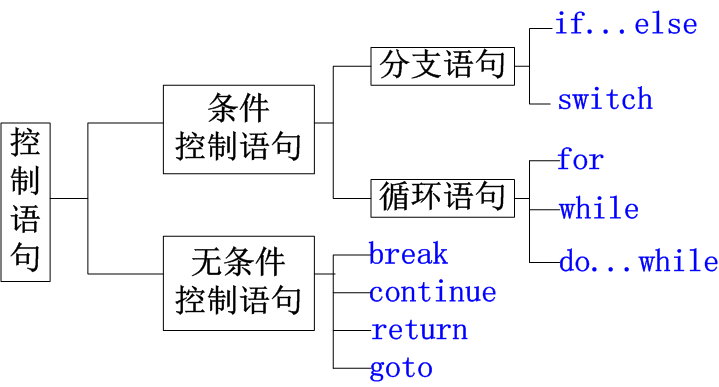 控制语句
条件
控制语句
分支语句
if...else
switch
循环语句
for
while
do...while
无条件
控制语句
break
continue
return
goto